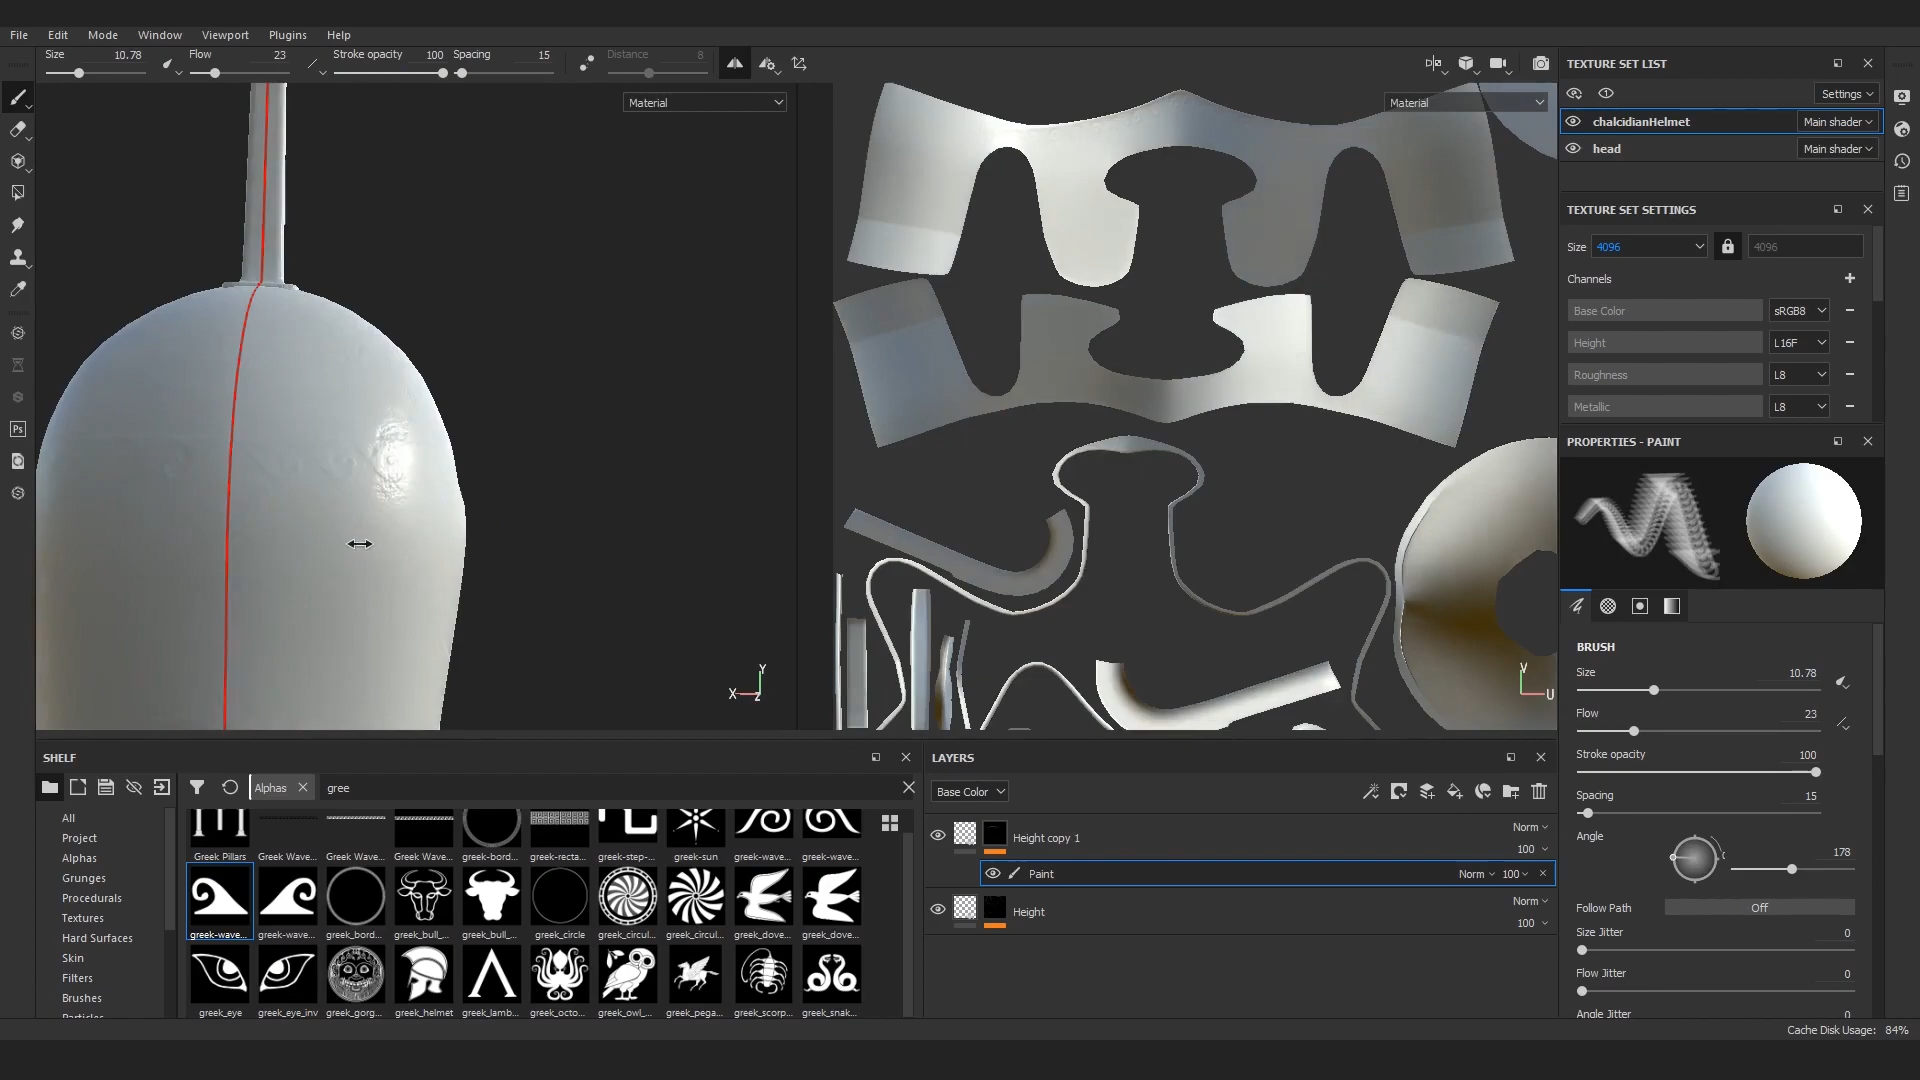 File Edit Mode Window Viewport Plugins Help
Size 10.78 Flow 23 Stroke opacity 100 Spacing 15 Distance 8
Material
Material
X Y Z
V U
TEXTURE SET LIST
Settings
chalcidianHelmet Main shader
head Main shader
TEXTURE SET SETTINGS
Size 4096 4096
Channels
Base Color sRGB8
Height L16F
Roughness L8
Metallic L8
PROPERTIES - PAINT
BRUSH
Size 10.78
Flow 23
Stroke opacity 100
Spacing 15
Angle 178
Follow Path Off
Size Jitter 0
Flow Jitter 0
Angle Jitter 0
SHELF
Alphas gree
All
Project
Alphas
Grunges
Procedurals
Textures
Hard Surfaces
Skin
Filters
Brushes
Particles
Greek Pillars Greek Wave... Greek Wave... Greek Wave... greek-bord... greek-recta... greek-step-... greek-sun greek-wave... greek-wave...
greek-wave... greek-wave... greek_bord... greek_bull_... greek_bull_... greek_circle greek_circul... greek_circul... greek_dove... greek_dove...
greek_eye greek_eye_inv greek_gorg... greek_helmet greek_lamb... greek_octo... greek_owl_... greek_pega... greek_scorp... greek_snak...
LAYERS
Base Color
Height copy 1 Norm 100
Paint Norm 100
Height Norm 100
Ps
Cache Disk Usage: 84%